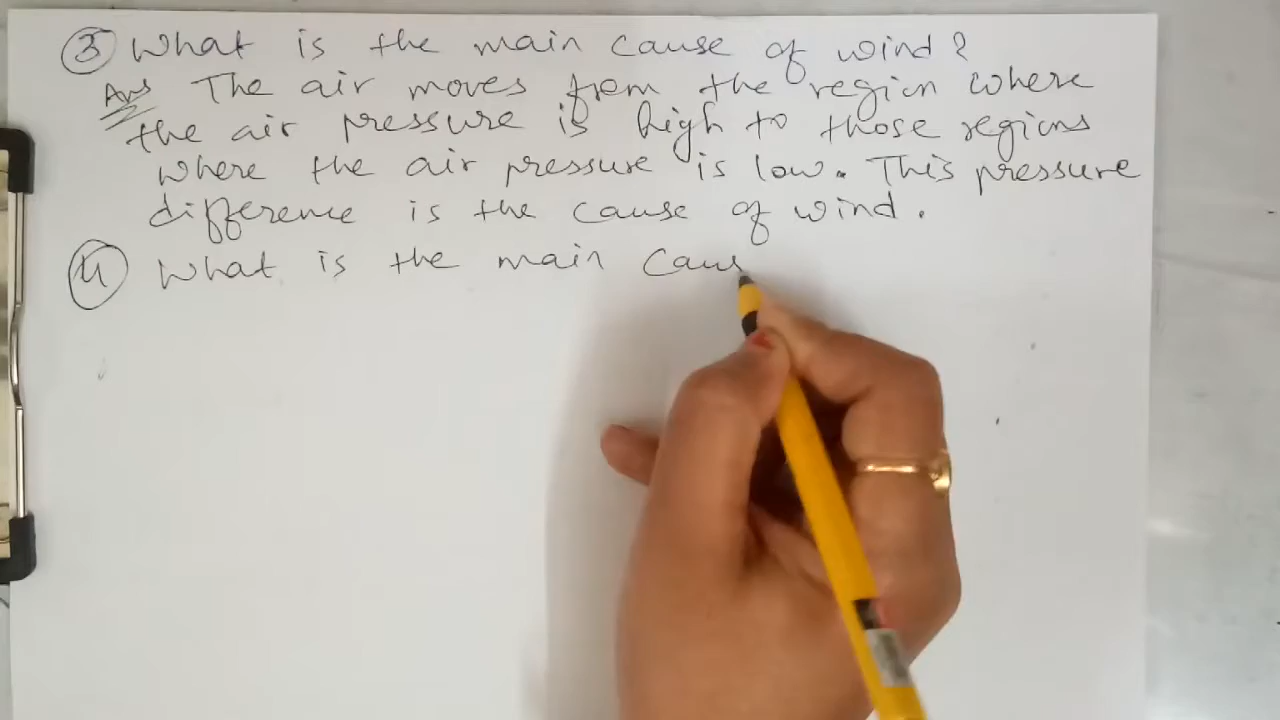 ③ What is the main cause of wind?
Ans The air moves from the region where
the air pressure is high to those regions
where the air pressure is low. This pressure
difference is the cause of wind.
④ What is the main caus